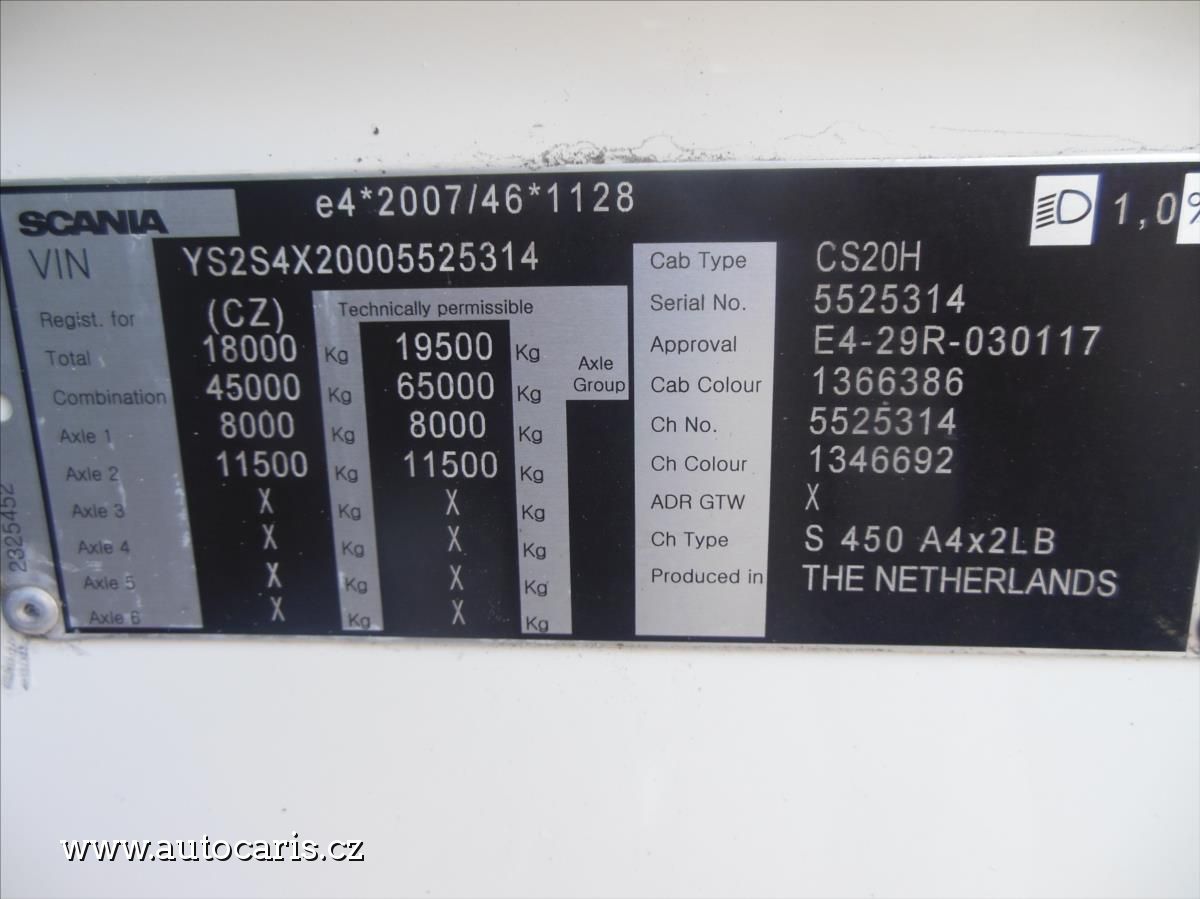 e4*2007/46*1128
1,0%
SCANIA
VIN YS2S4X20005525314
Regist. for (CZ) Technically permissible
Total 18000 Kg 19500 Kg Axle Group
Combination 45000 Kg 65000 Kg
Axle 1 8000 Kg 8000 Kg
Axle 2 11500 Kg 11500 Kg
Axle 3 X Kg X Kg
Axle 4 X Kg X Kg
Axle 5 X Kg X Kg
Axle 6 X Kg X Kg
Cab Type CS20H
Serial No. 5525314
Approval E4-29R-030117
Cab Colour 1366386
Ch No. 5525314
Ch Colour 1346692
ADR GTW X
Ch Type S 450 A4x2LB
Produced in THE NETHERLANDS
2325452
www.autocaris.cz